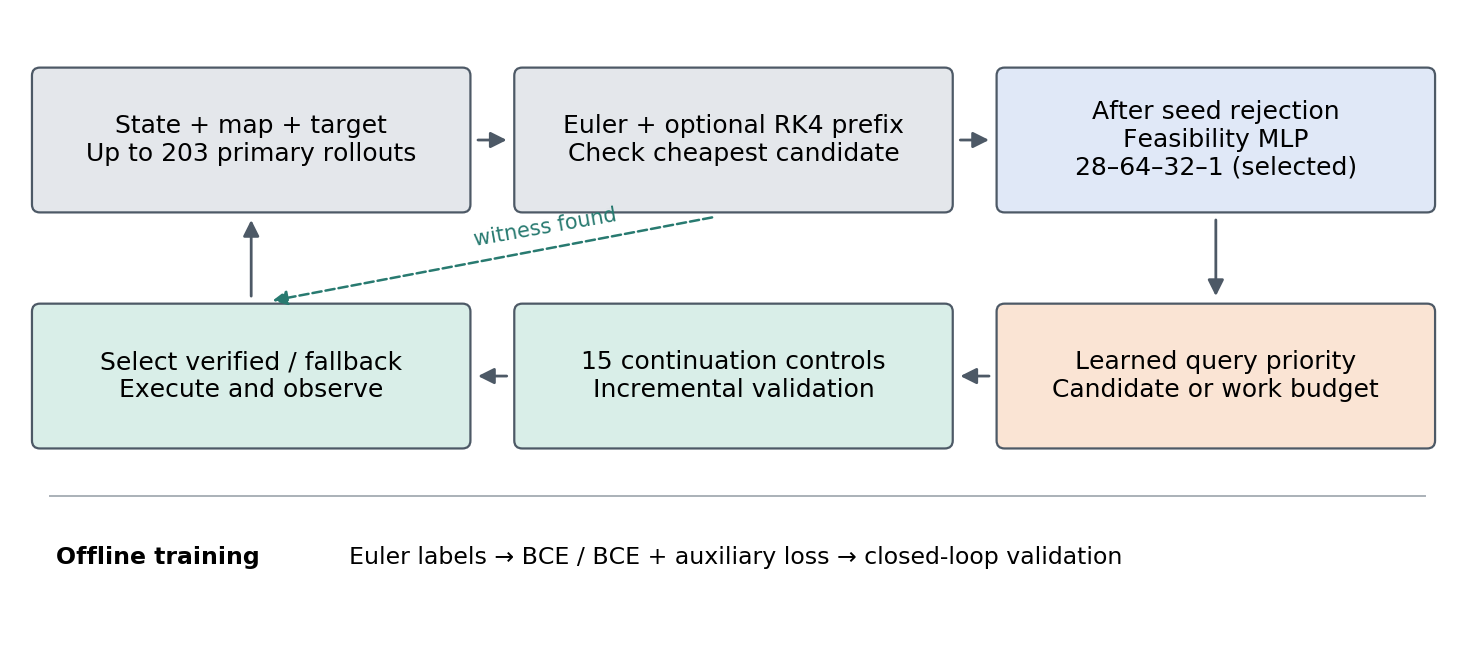 State + map + target
Up to 203 primary rollouts
Euler + optional RK4 prefix
Check cheapest candidate
After seed rejection
Feasibility MLP
28–64–32–1 (selected)
witness found
Select verified / fallback
Execute and observe
15 continuation controls
Incremental validation
Learned query priority
Candidate or work budget
Offline training
Euler labels → BCE / BCE + auxiliary loss → closed-loop validation